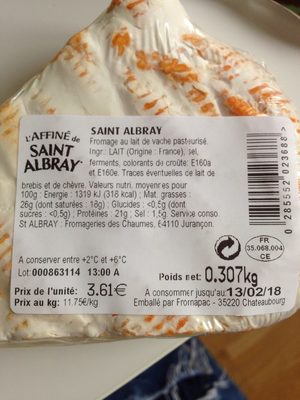 L'AFFINÉ de
SAINT
ALBRAY
SAINT ALBRAY
Fromage au lait de vache pasteurisé.
Ingr.: LAIT (Origine : France), sel,
ferments, colorants de croûte: E160a
et E160e. Traces éventuelles de lait de
brebis et de chèvre. Valeurs nutri. moyennes pour
100g : Energie : 1319 kJ (318 kcal) ; Mat. grasses :
26g (dont saturées : 18g) ; Glucides : <0,5g (dont
sucres : <0,5g) ; Protéines : 21g ; Sel : 1,5g. Service conso.
St ALBRAY : Fromageries des Chaumes, 64110 Jurançon.
0 285552 023688
A conserver entre +2°C et +6°C
Lot:000863114 13:00 A
FR
35.068.004
CE
Poids net: 0.307kg
Prix de l'unité: 3.61€
A consommer jusqu'au 13/02/18
Prix au kg: 11.75€/kg
Emballé par Fromapac - 35220 Chateaubourg